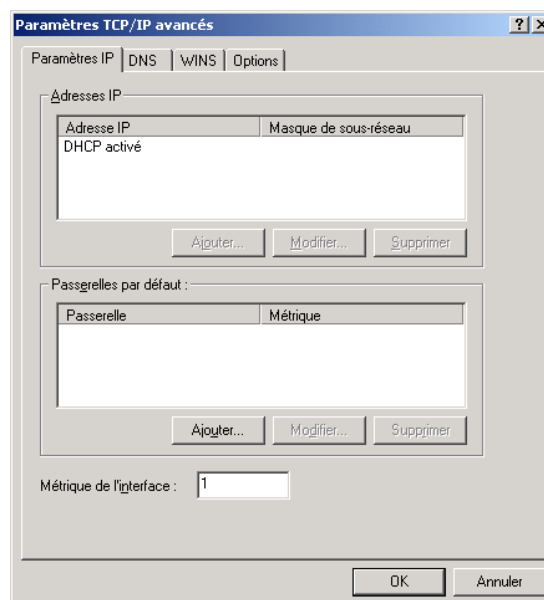 Paramètres TCP/IP avancés
Paramètres IP DNS WINS Options
Adresses IP
Adresse IP Masque de sous-réseau
DHCP activé
Ajouter... Modifier... Supprimer
Passerelles par défaut :
Passerelle Métrique
Ajouter... Modifier... Supprimer
Métrique de l'interface : 1
OK Annuler